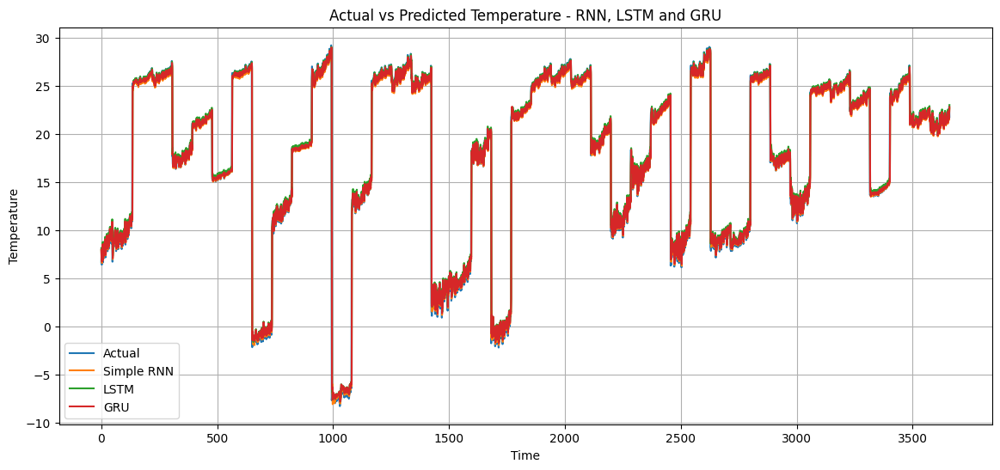 Actual vs Predicted Temperature - RNN, LSTM and GRU
Temperature
30
25
20
15
10
5
0
−5
−10
Actual
Simple RNN
LSTM
GRU
0 500 1000 1500 2000 2500 3000 3500
Time